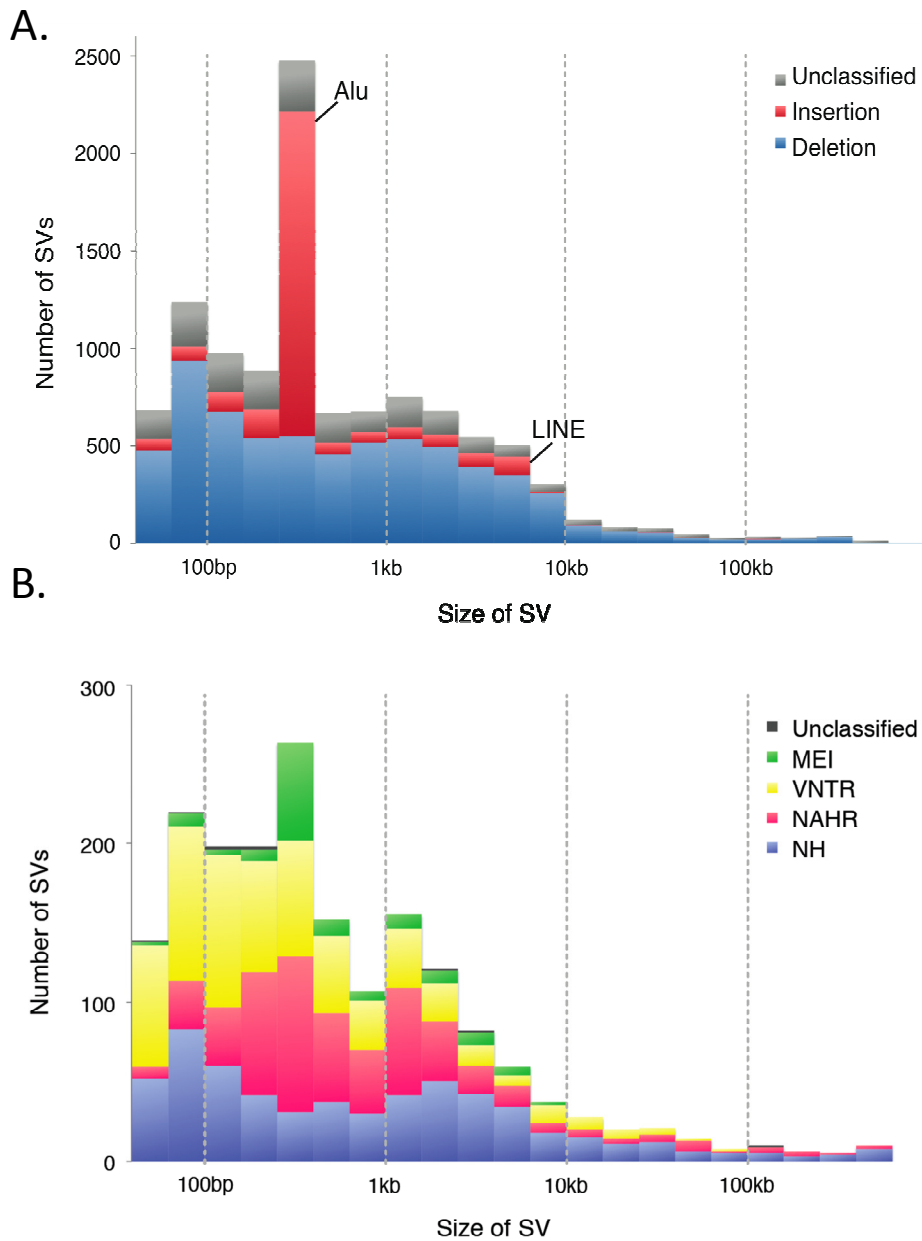 A.
2500
2000
1500
1000
500
0
Number of SVs
Alu
LINE
Unclassified
Insertion
Deletion
100bp
1kb
10kb
100kb
Size of SV
B.
300
200
100
0
Number of SVs
Unclassified
MEI
VNTR
NAHR
NH
100bp
1kb
10kb
100kb
Size of SV